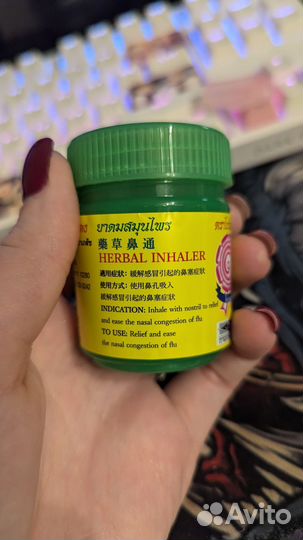 ยาดมสมุนไพร
藥草鼻通
HERBAL INHALER
適用症狀: 緩解感冒引起的鼻塞症狀
使用方式: 使用鼻孔吸入
緩解感冒引起的鼻塞症狀
INDICATION: Inhale with nostril to relief
and ease the nasal congestion of flu
TO USE: Relief and ease
the nasal congestion of flu
Avito